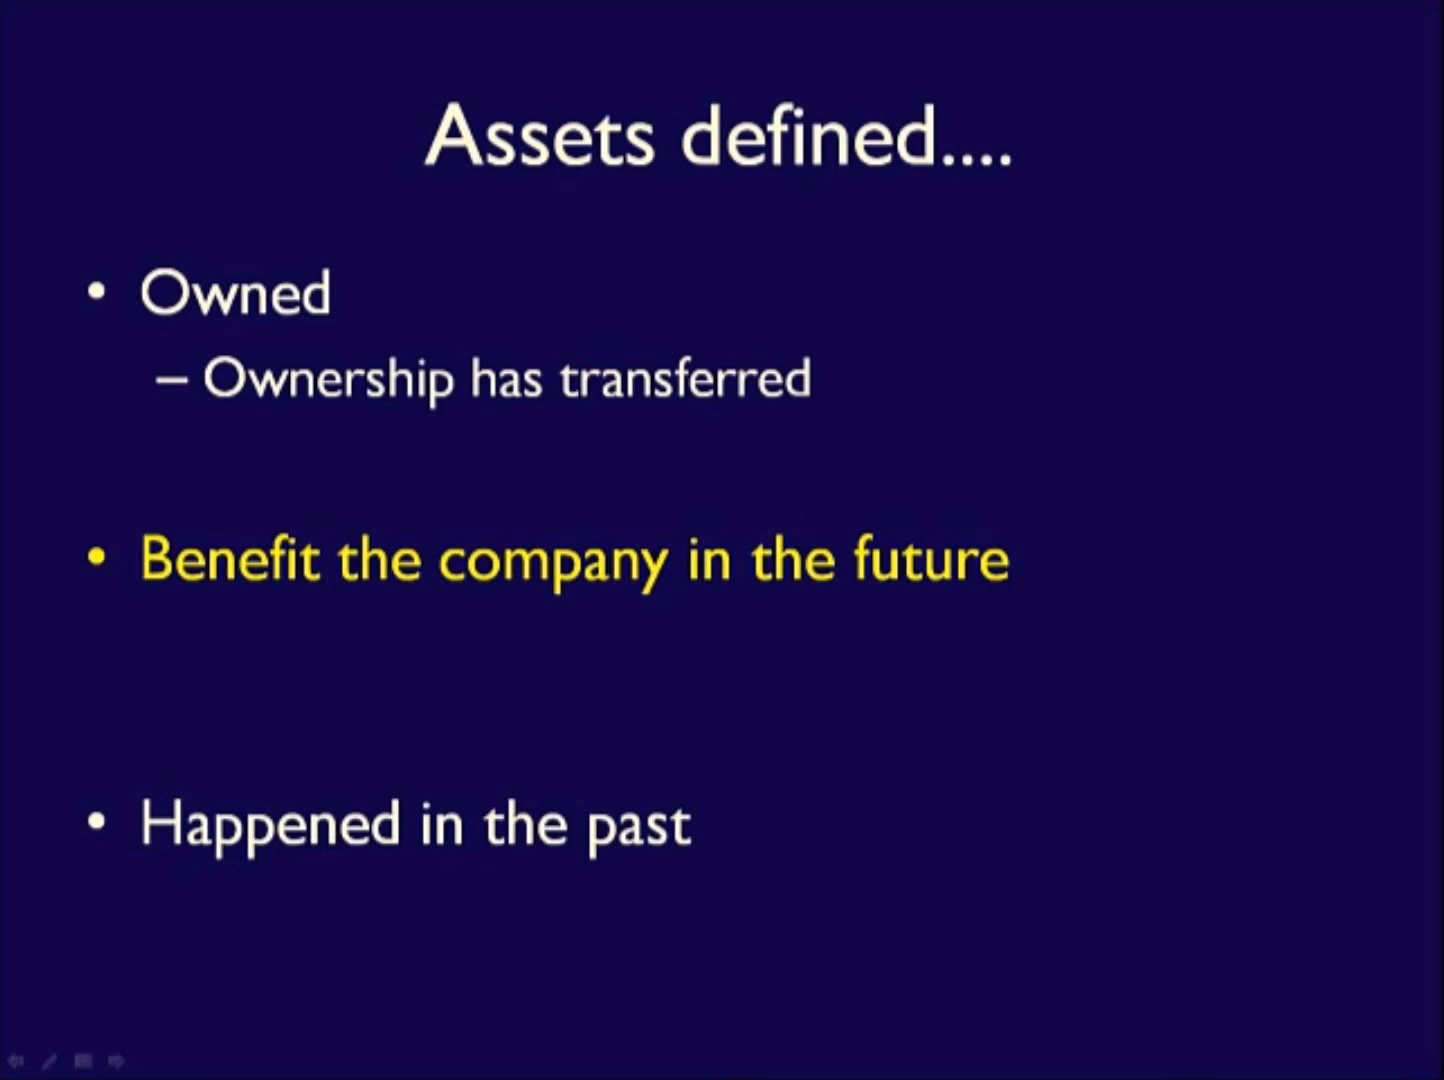 Assets defined....
• Owned
– Ownership has transferred
• Benefit the company in the future
• Happened in the past